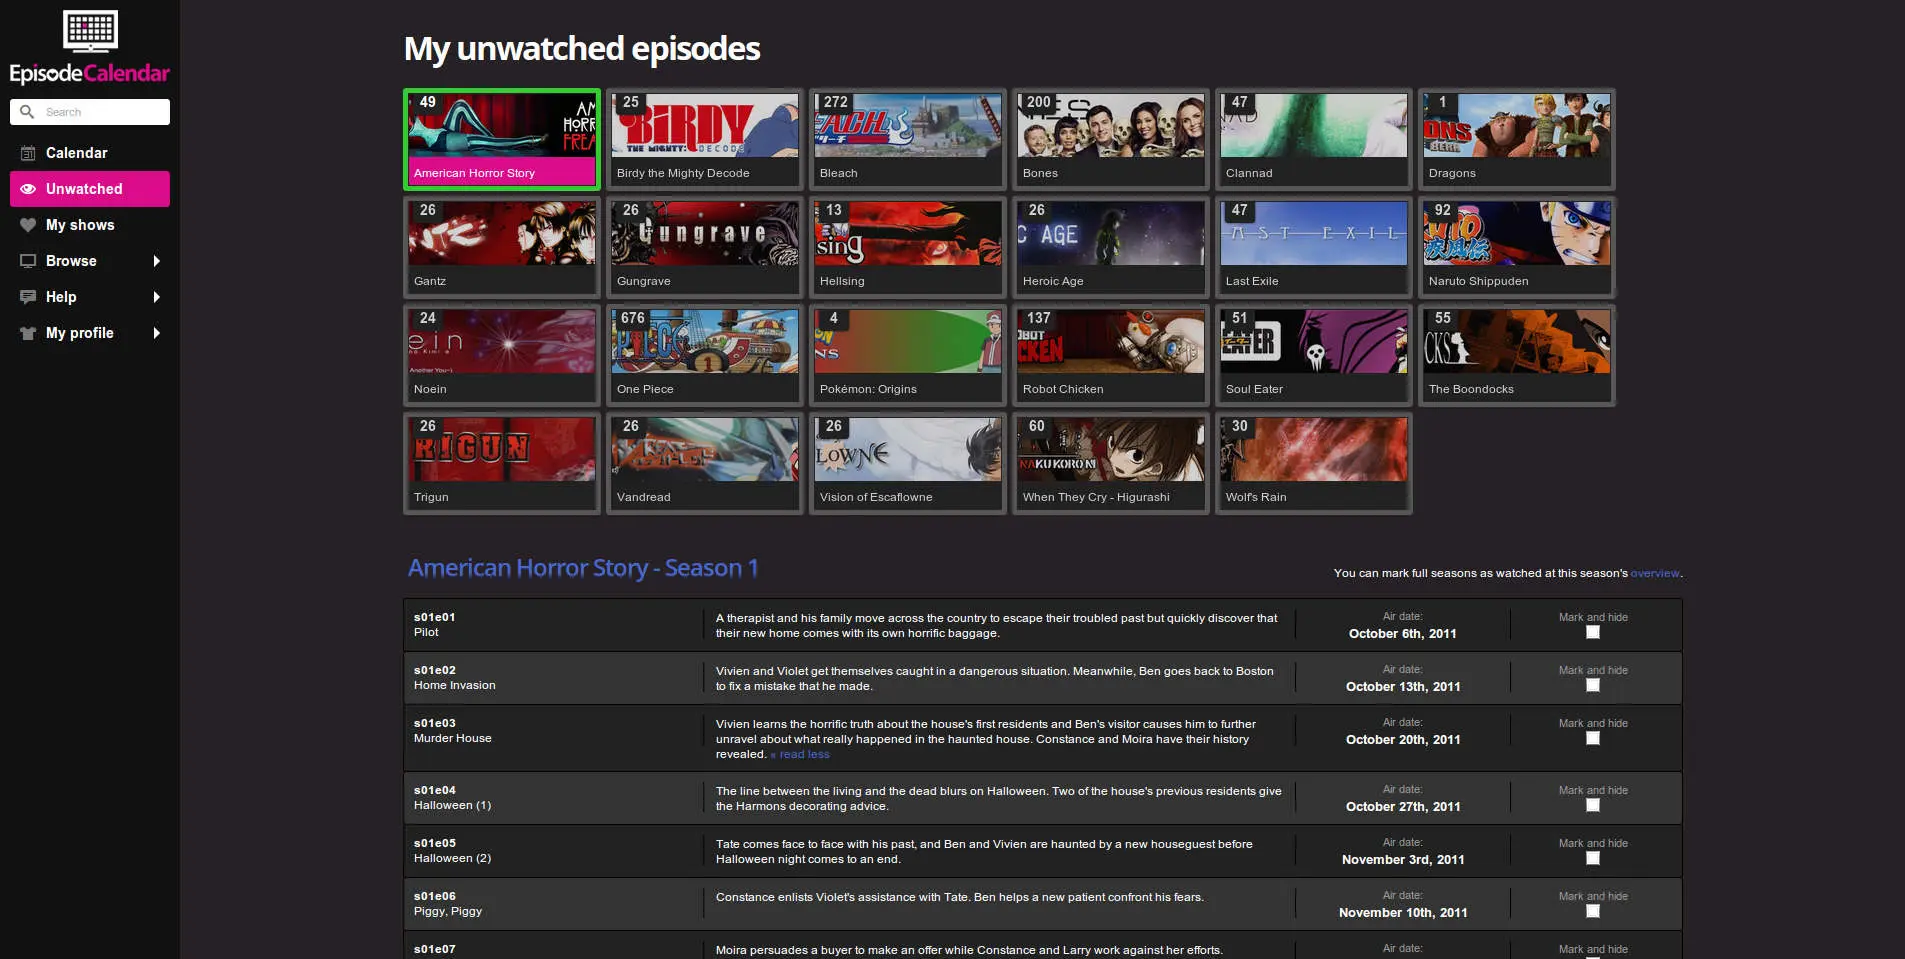 EpisodeCalendar
Search
Calendar
Unwatched
My shows
Browse
Help
My profile
My unwatched episodes
49
American Horror Story
25
BIRDY
THE MIGHTY: DECODE
Birdy the Mighty Decode
272
Bleach
200
Bones
47
Clannad
1
Dragons
26
Gantz
26
Gungrave
Gungrave
13
Hellsing
26
AGE
Heroic Age
47
Last Exile
92
Naruto Shippuden
24
Noein
676
One Piece
4
Pokémon: Origins
137
Robot Chicken
51
Soul Eater
55
The Boondocks
26
Trigun
26
Vandread
26
Vision of Escaflowne
60
When They Cry - Higurashi
30
Wolf's Rain
American Horror Story - Season 1
You can mark full seasons as watched at this season's overview.
s01e01
Pilot
A therapist and his family move across the country to escape their troubled past but quickly discover that
their new home comes with its own horrific baggage.
Air date:
October 6th, 2011
Mark and hide
s01e02
Home Invasion
Vivien and Violet get themselves caught in a dangerous situation. Meanwhile, Ben goes back to Boston
to fix a mistake that he made.
Air date:
October 13th, 2011
Mark and hide
s01e03
Murder House
Vivien learns the horrific truth about the house's first residents and Ben's visitor causes him to further
unravel about what really happened in the haunted house. Constance and Moira have their history
revealed. « read less
Air date:
October 20th, 2011
Mark and hide
s01e04
Halloween (1)
The line between the living and the dead blurs on Halloween. Two of the house's previous residents give
the Harmons decorating advice.
Air date:
October 27th, 2011
Mark and hide
s01e05
Halloween (2)
Tate comes face to face with his past, and Ben and Vivien are haunted by a new houseguest before
Halloween night comes to an end.
Air date:
November 3rd, 2011
Mark and hide
s01e06
Piggy, Piggy
Constance enlists Violet's assistance with Tate. Ben helps a new patient confront his fears.
Air date:
November 10th, 2011
Mark and hide
s01e07
Moira persuades a buyer to make an offer while Constance and Larry work against her efforts.
Air date:
Mark and hide